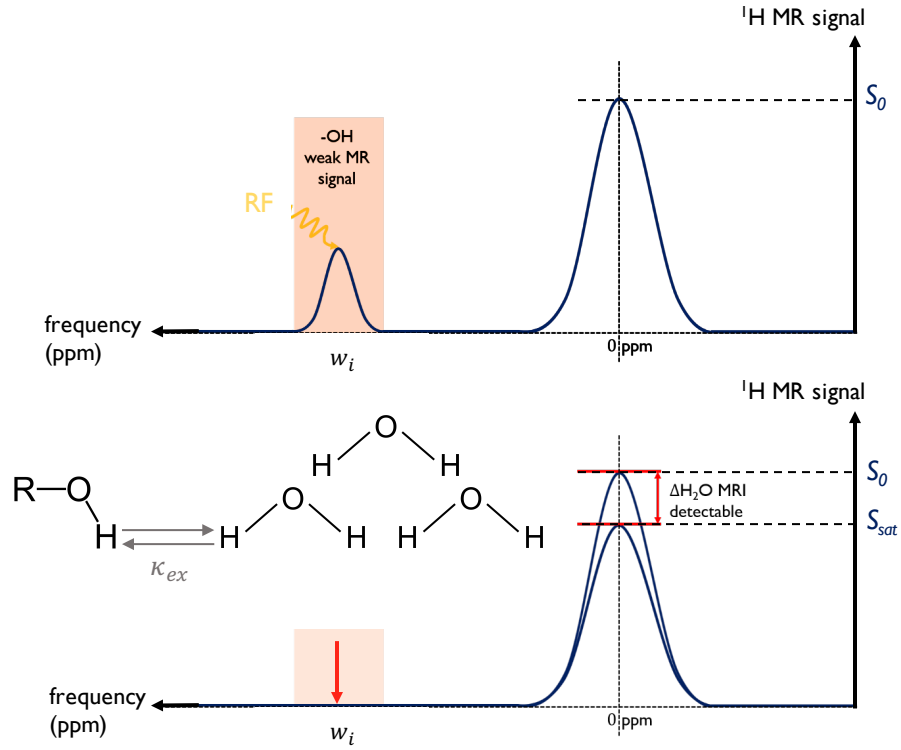 ¹H MR signal
S₀
-OH
weak MR
signal
RF
frequency
(ppm)
wᵢ
0 ppm
¹H MR signal
S₀
ΔH₂O MRI
detectable
Sₛₐₜ
O
H H
R O
H
O
H H
O
H H
κₑₓ
frequency
(ppm)
wᵢ
0 ppm